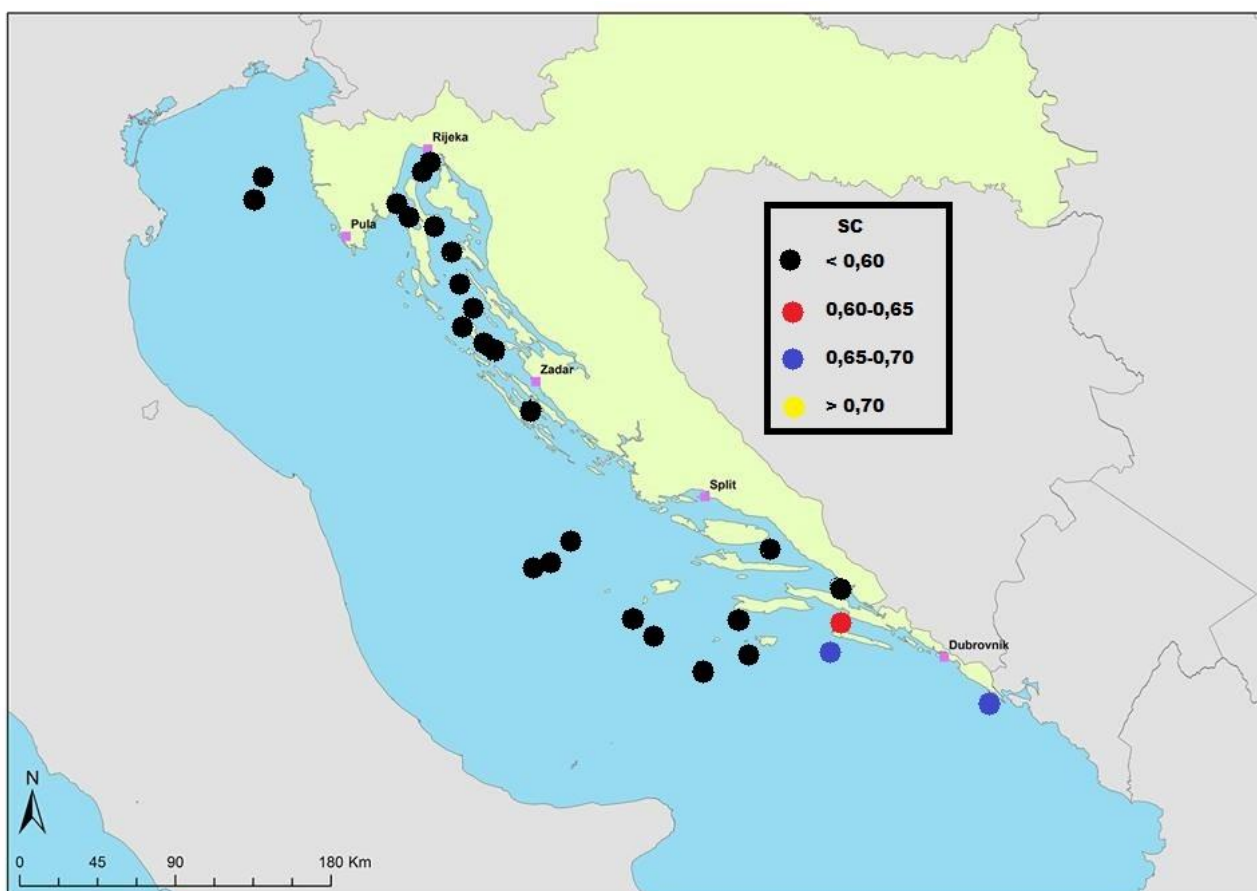 Rijeka
Pula
SC
< 0,60
0,60-0,65
0,65-0,70
> 0,70
Zadar
Split
Dubrovnik
N
0 45 90 180 Km